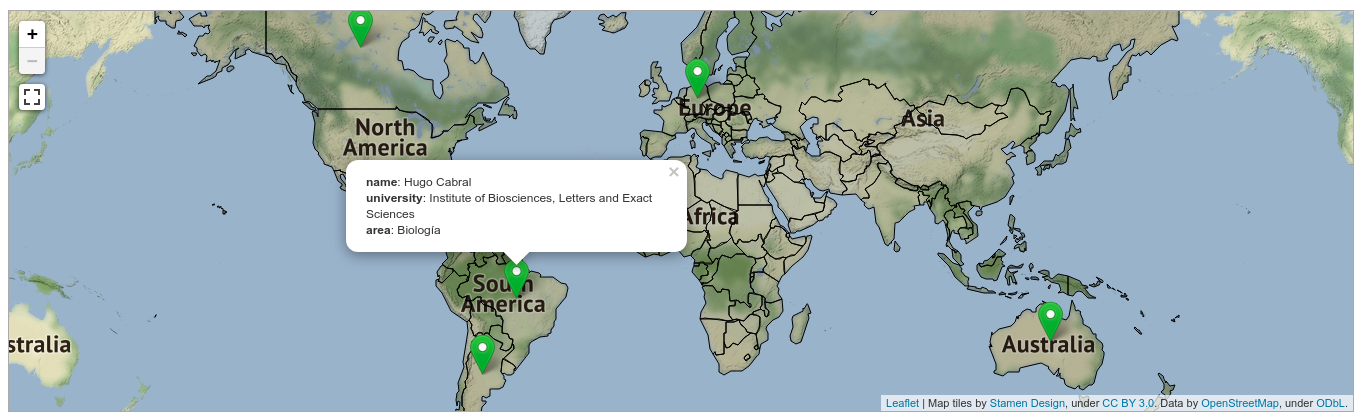 +
−
North
America
Europe
Asia
name: Hugo Cabral
university: Institute of Biosciences, Letters and Exact
Sciences
area: Biología
×
Africa
South
America
stralia
Australia
Leaflet | Map tiles by Stamen Design, under CC BY 3.0. Data by OpenStreetMap, under ODbL.